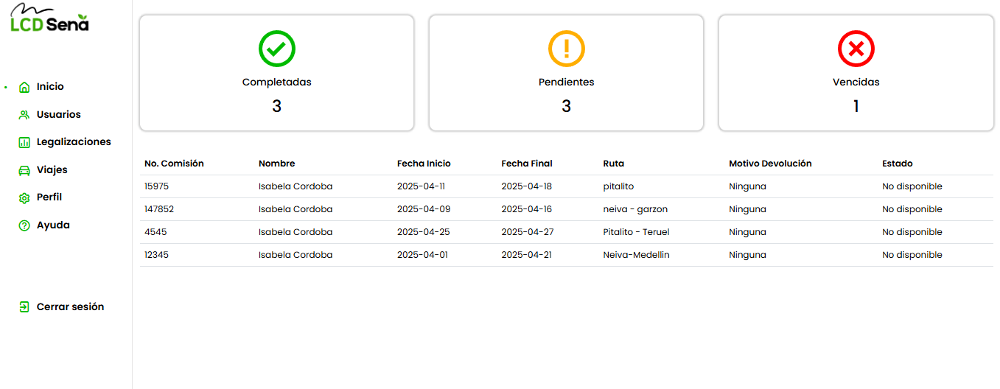 LCD Sena
Inicio
Usuarios
Legalizaciones
Viajes
Perfil
Ayuda
Cerrar sesión
Completadas
3
Pendientes
3
Vencidas
1
No. Comisión Nombre Fecha Inicio Fecha Final Ruta Motivo Devolución Estado
15975 Isabela Cordoba 2025-04-11 2025-04-18 pitalito Ninguna No disponible
147852 Isabela Cordoba 2025-04-09 2025-04-16 neiva - garzon Ninguna No disponible
4545 Isabela Cordoba 2025-04-25 2025-04-27 Pitalito - Teruel Ninguna No disponible
12345 Isabela Cordoba 2025-04-01 2025-04-21 Neiva-Medellin Ninguna No disponible